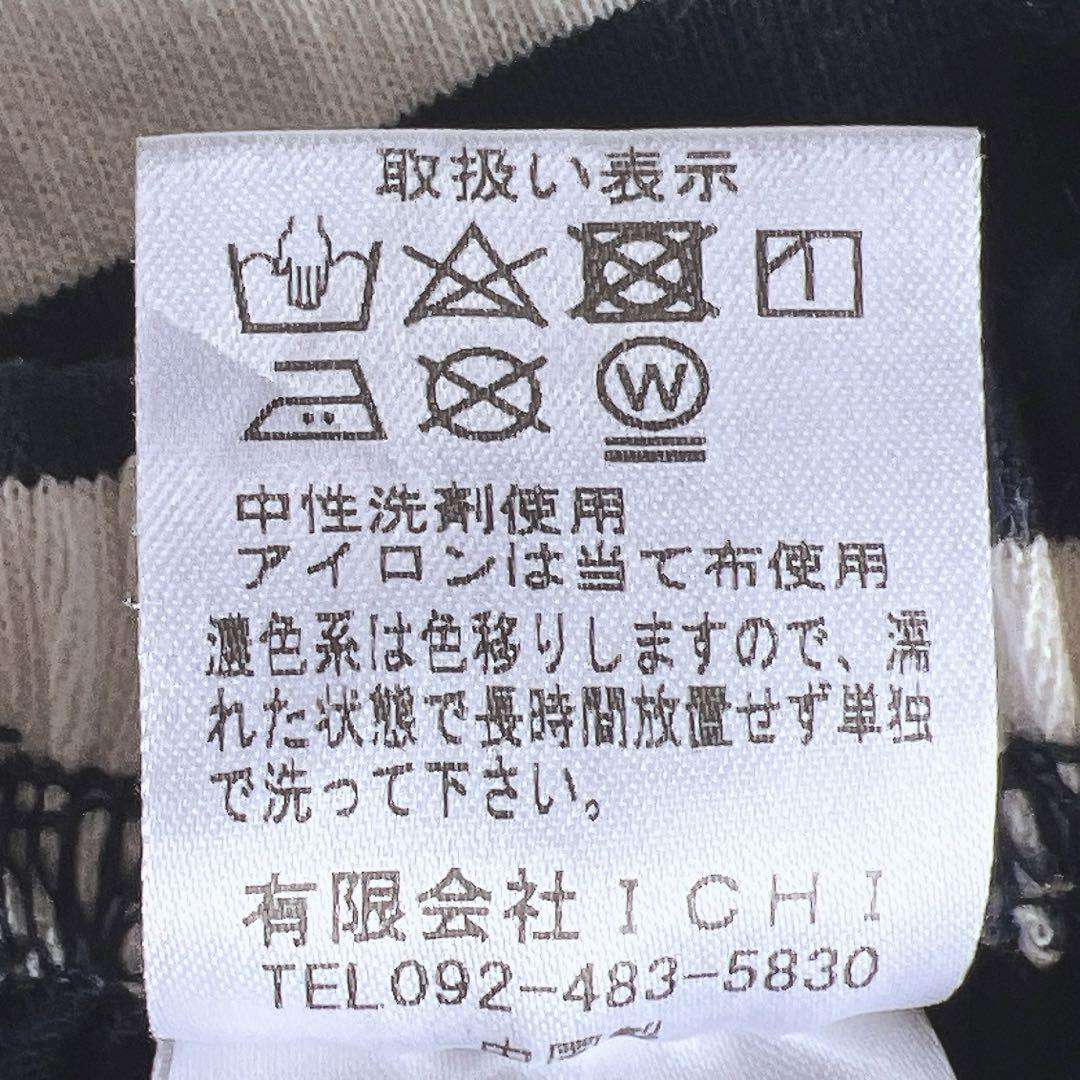 取扱い表示
W
中性洗剤使用
アイロンは当て布使用
濃色系は色移りしますので、濡
れた状態で長時間放置せず単独
で洗って下さい。
有限会社ICHI
TEL092-483-5830